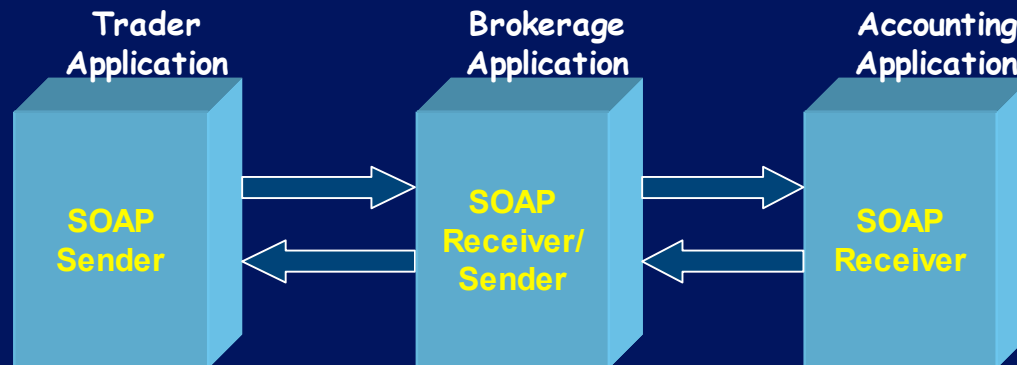 Trader
Application
Brokerage
Application
Accounting
Application
SOAP
Sender
SOAP
Receiver/
Sender
SOAP
Receiver